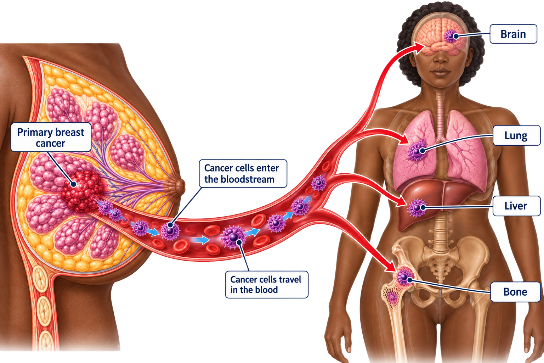 Brain
Primary breast
cancer
Lung
Cancer cells enter
the bloodstream
Liver
Cancer cells travel
in the blood
Bone